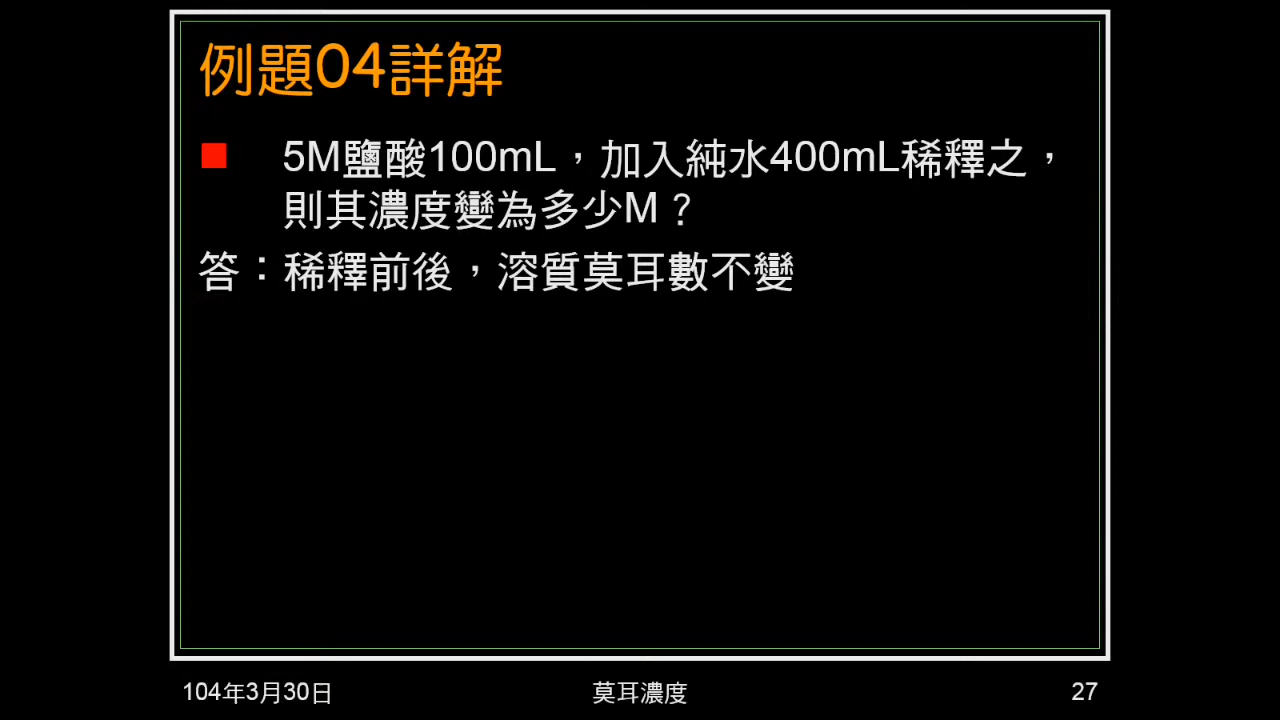 例題04詳解
5M鹽酸100mL，加入純水400mL稀釋之，
則其濃度變為多少M？
答：稀釋前後，溶質莫耳數不變
104年3月30日
莫耳濃度
27